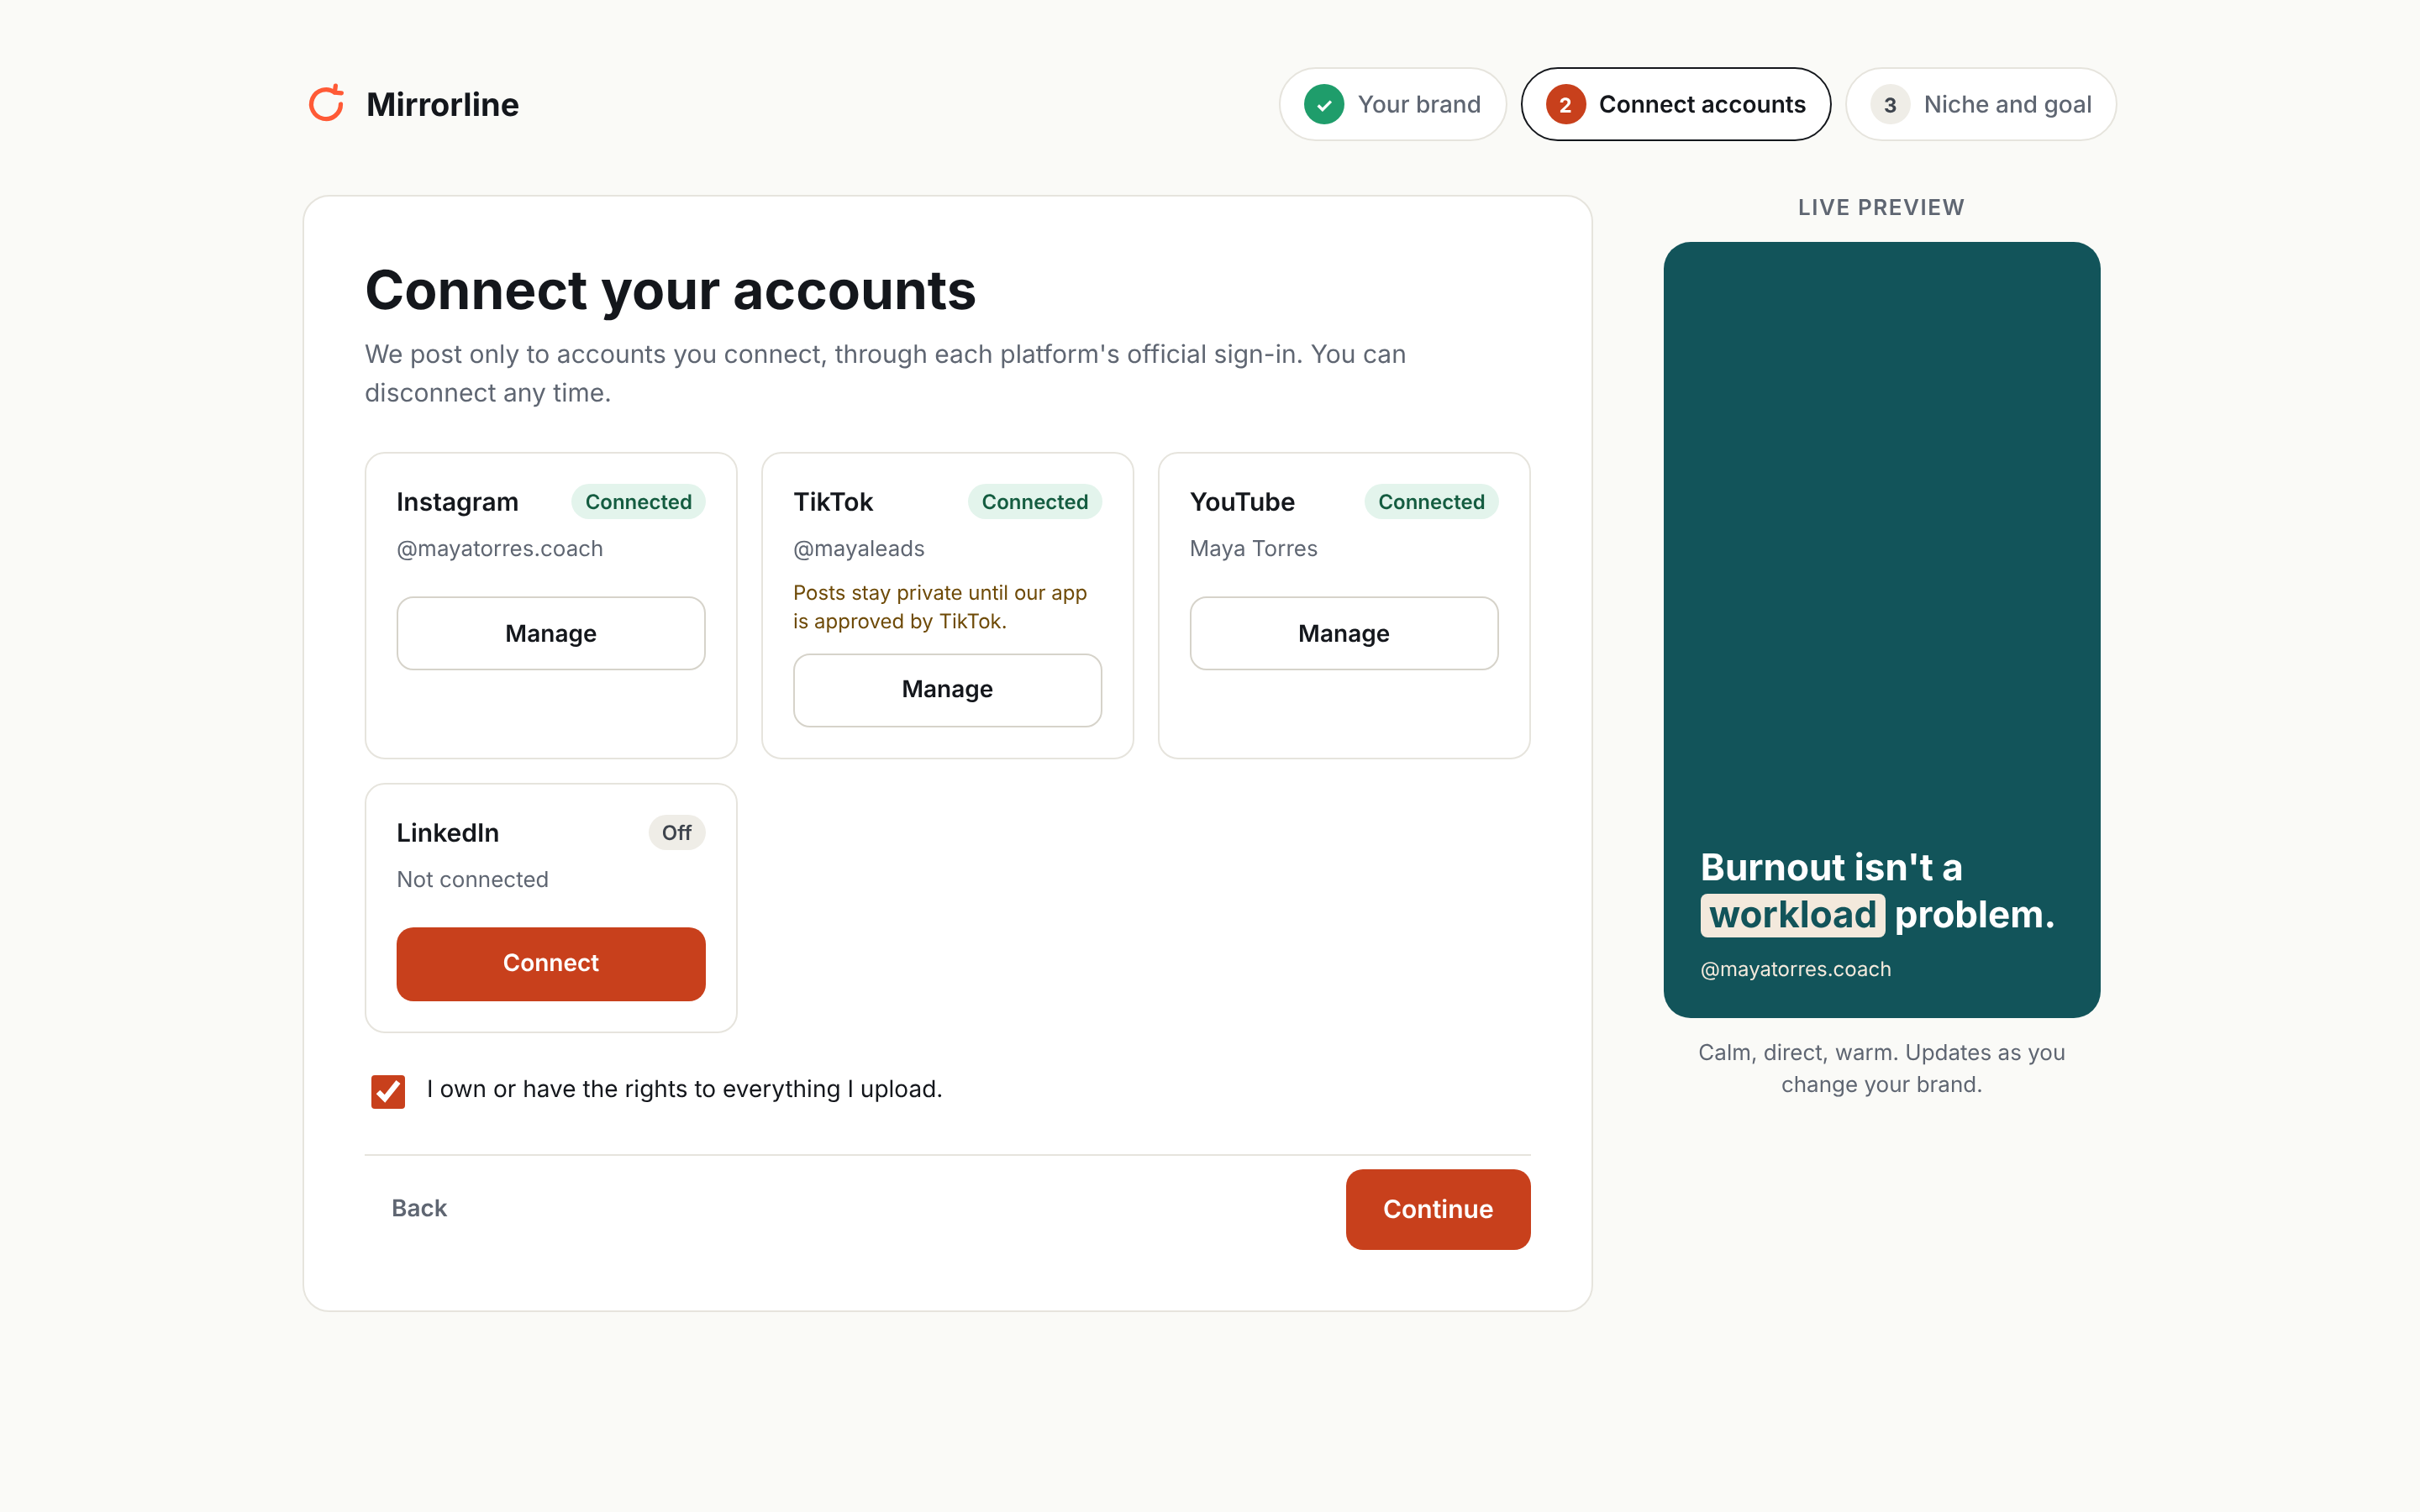 Mirrorline
Your brand
2 Connect accounts
3 Niche and goal
Connect your accounts
We post only to accounts you connect, through each platform's official sign-in. You can
disconnect any time.
Instagram Connected
@mayatorres.coach
Manage
TikTok Connected
@mayaleads
Posts stay private until our app
is approved by TikTok.
Manage
YouTube Connected
Maya Torres
Manage
LinkedIn Off
Not connected
Connect
I own or have the rights to everything I upload.
Back
Continue
LIVE PREVIEW
Burnout isn't a
workload problem.
@mayatorres.coach
Calm, direct, warm. Updates as you
change your brand.